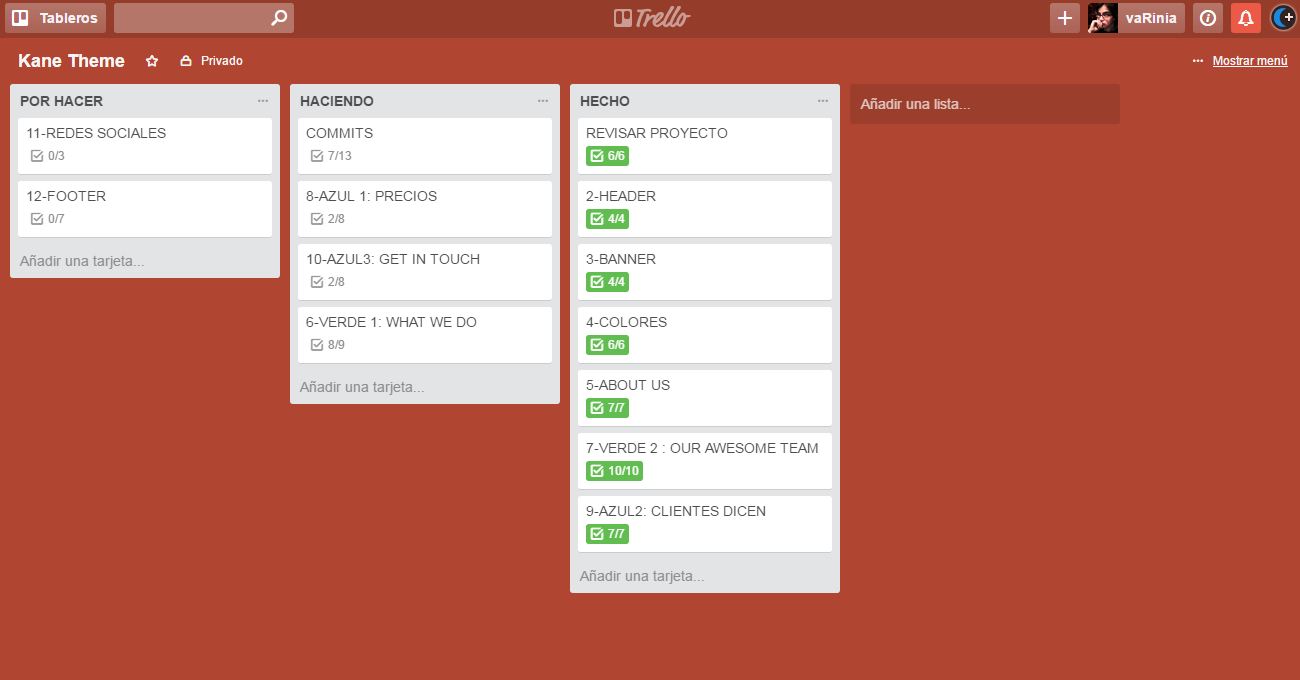 Tableros
Trello
vaRinia
Kane Theme
Privado
... Mostrar menú
POR HACER ...
11-REDES SOCIALES
0/3
12-FOOTER
0/7
Añadir una tarjeta...
HACIENDO ...
COMMITS
7/13
8-AZUL 1: PRECIOS
2/8
10-AZUL3: GET IN TOUCH
2/8
6-VERDE 1: WHAT WE DO
8/9
Añadir una tarjeta...
HECHO ...
REVISAR PROYECTO
6/6
2-HEADER
4/4
3-BANNER
4/4
4-COLORES
6/6
5-ABOUT US
7/7
7-VERDE 2 : OUR AWESOME TEAM
10/10
9-AZUL2: CLIENTES DICEN
7/7
Añadir una tarjeta...
Añadir una lista...